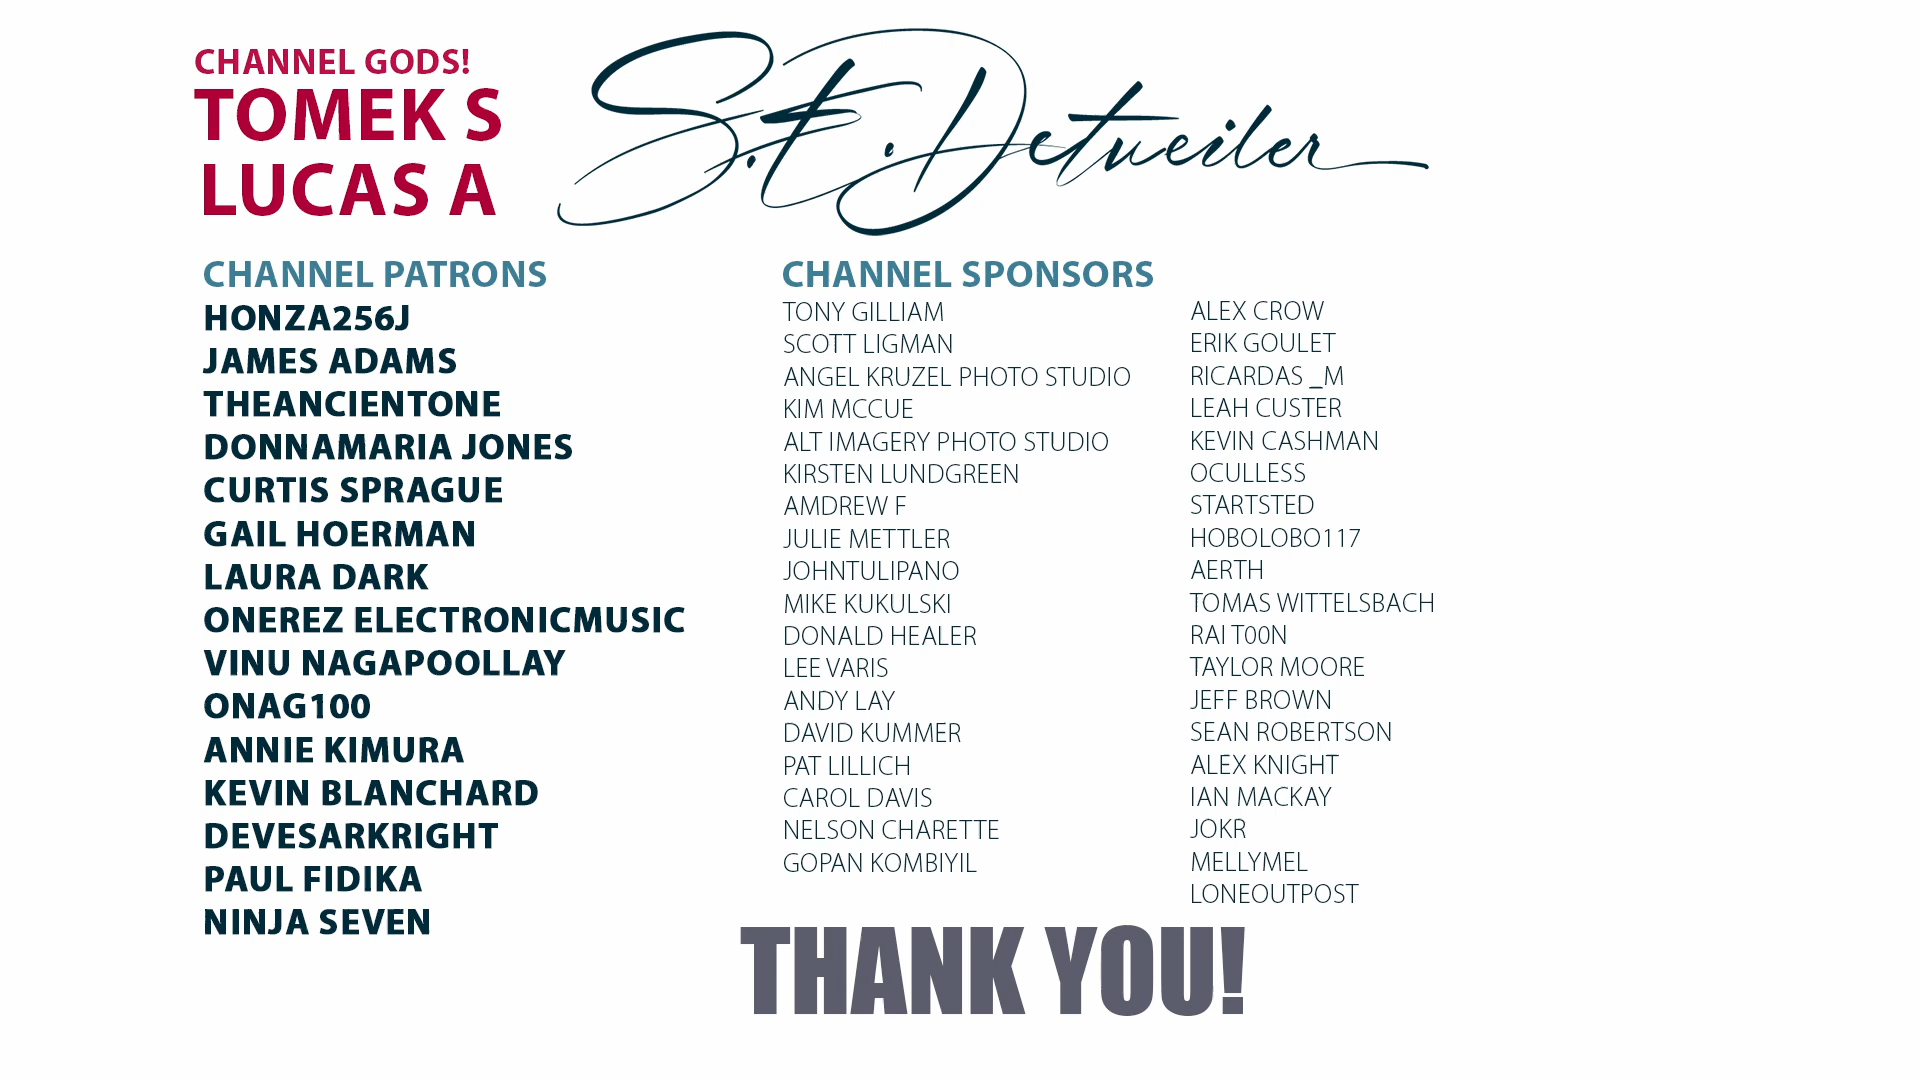 CHANNEL GODS!
TOMEK S
LUCAS A
S.E. Detweiler
CHANNEL PATRONS
HONZA256J
JAMES ADAMS
THEANCIENTONE
DONNAMARIA JONES
CURTIS SPRAGUE
GAIL HOERMAN
LAURA DARK
ONEREZ ELECTRONICMUSIC
VINU NAGAPOOLLAY
ONAG100
ANNIE KIMURA
KEVIN BLANCHARD
DEVESARKRIGHT
PAUL FIDIKA
NINJA SEVEN
CHANNEL SPONSORS
TONY GILLIAM
SCOTT LIGMAN
ANGEL KRUZEL PHOTO STUDIO
KIM MCCUE
ALT IMAGERY PHOTO STUDIO
KIRSTEN LUNDGREEN
AMDREW F
JULIE METTLER
JOHNTULIPANO
MIKE KUKULSKI
DONALD HEALER
LEE VARIS
ANDY LAY
DAVID KUMMER
PAT LILLICH
CAROL DAVIS
NELSON CHARETTE
GOPAN KOMBIYIL
ALEX CROW
ERIK GOULET
RICARDAS _M
LEAH CUSTER
KEVIN CASHMAN
OCULLESS
STARTSTED
HOBOLOBO117
AERTH
TOMAS WITTELSBACH
RAI T00N
TAYLOR MOORE
JEFF BROWN
SEAN ROBERTSON
ALEX KNIGHT
IAN MACKAY
JOKR
MELLYMEL
LONEOUTPOST
THANK YOU!